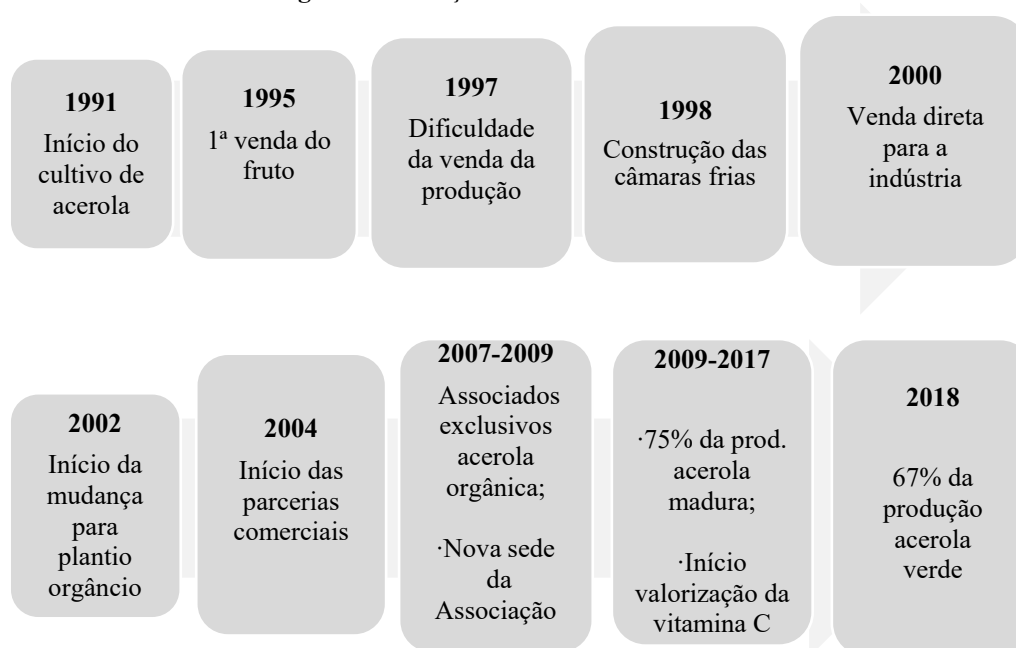 1991
Início do
cultivo de
acerola
1995
1ª venda do
fruto
1997
Dificuldade
da venda da
produção
1998
Construção das
câmaras frias
2000
Venda direta
para a
indústria
2002
Início da
mudança
para
plantio
orgâncio
2004
Início das
parcerias
comerciais
2007-2009
Associados
exclusivos
acerola
orgânica;
·Nova sede
da
Associação
2009-2017
·75% da prod.
acerola
madura;
·Início
valorização da
vitamina C
2018
67% da
produção
acerola
verde